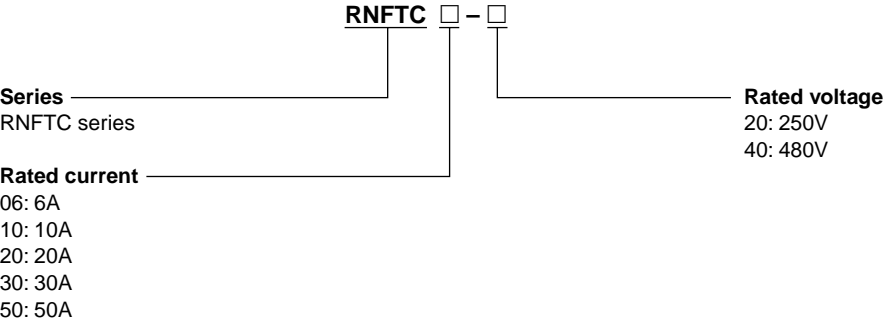 RNFTC □ – □
Series
RNFTC series
Rated current
06: 6A
10: 10A
20: 20A
30: 30A
50: 50A
Rated voltage
20: 250V
40: 480V